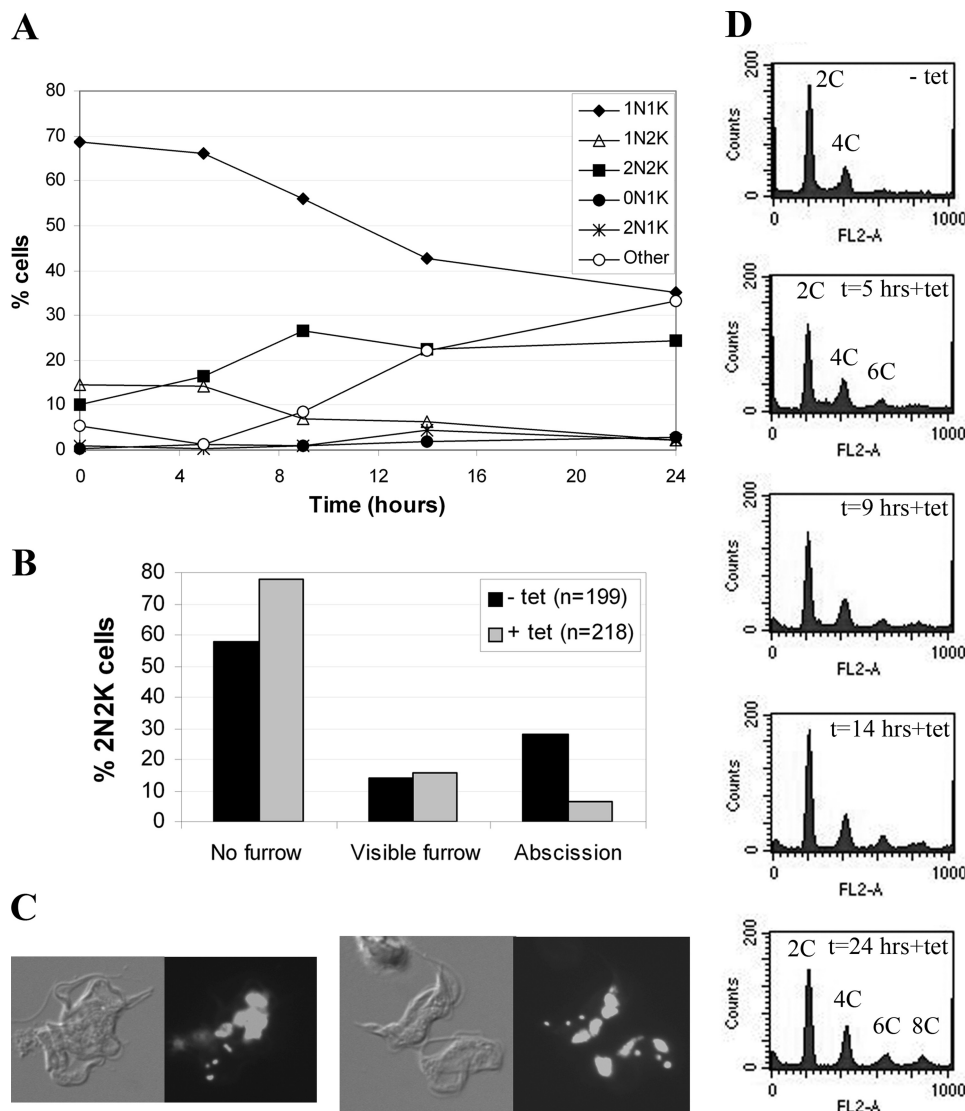 A
80
70
60
50
40
30
20
10
0
% cells
0 4 8 12 16 20 24
Time (hours)
1N1K
1N2K
2N2K
0N1K
2N1K
Other
B
80
70
60
50
40
30
20
10
0
% 2N2K cells
- tet (n=199)
+ tet (n=218)
No furrow Visible furrow Abscission
C
D
200
0
Counts
2C
4C
- tet
0 1000
FL2-A
200
0
Counts
t=5 hrs+tet
2C
4C
6C
0 1000
FL2-A
200
0
Counts
t=9 hrs+tet
0 1000
FL2-A
200
0
Counts
t=14 hrs+tet
0 1000
FL2-A
200
0
Counts
t=24 hrs+tet
2C
4C
6C 8C
0 1000
FL2-A